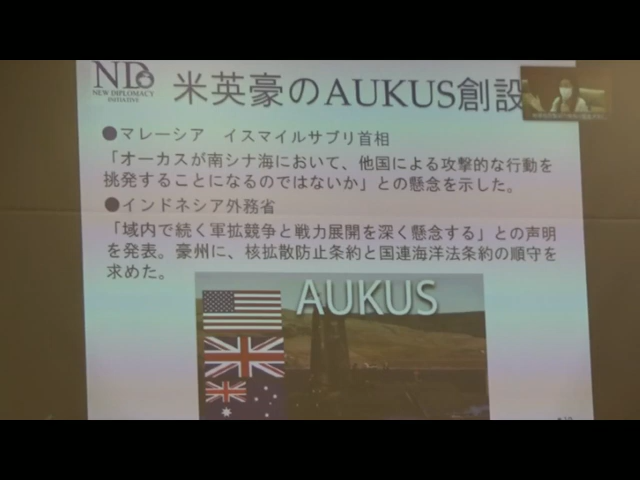 ND
NEW DIPLOMACY
INITIATIVE
米英豪のAUKUS創設
●マレーシア イスマイルサブリ首相
「オーカスが南シナ海において、他国による攻撃的な行動を
挑発することになるのではないか」との懸念を示した。
●インドネシア外務省
「域内で続く軍拡競争と戦力展開を深く懸念する」との声明
を発表。豪州に、核拡散防止条約と国連海洋法条約の順守を
求めた。
AUKUS